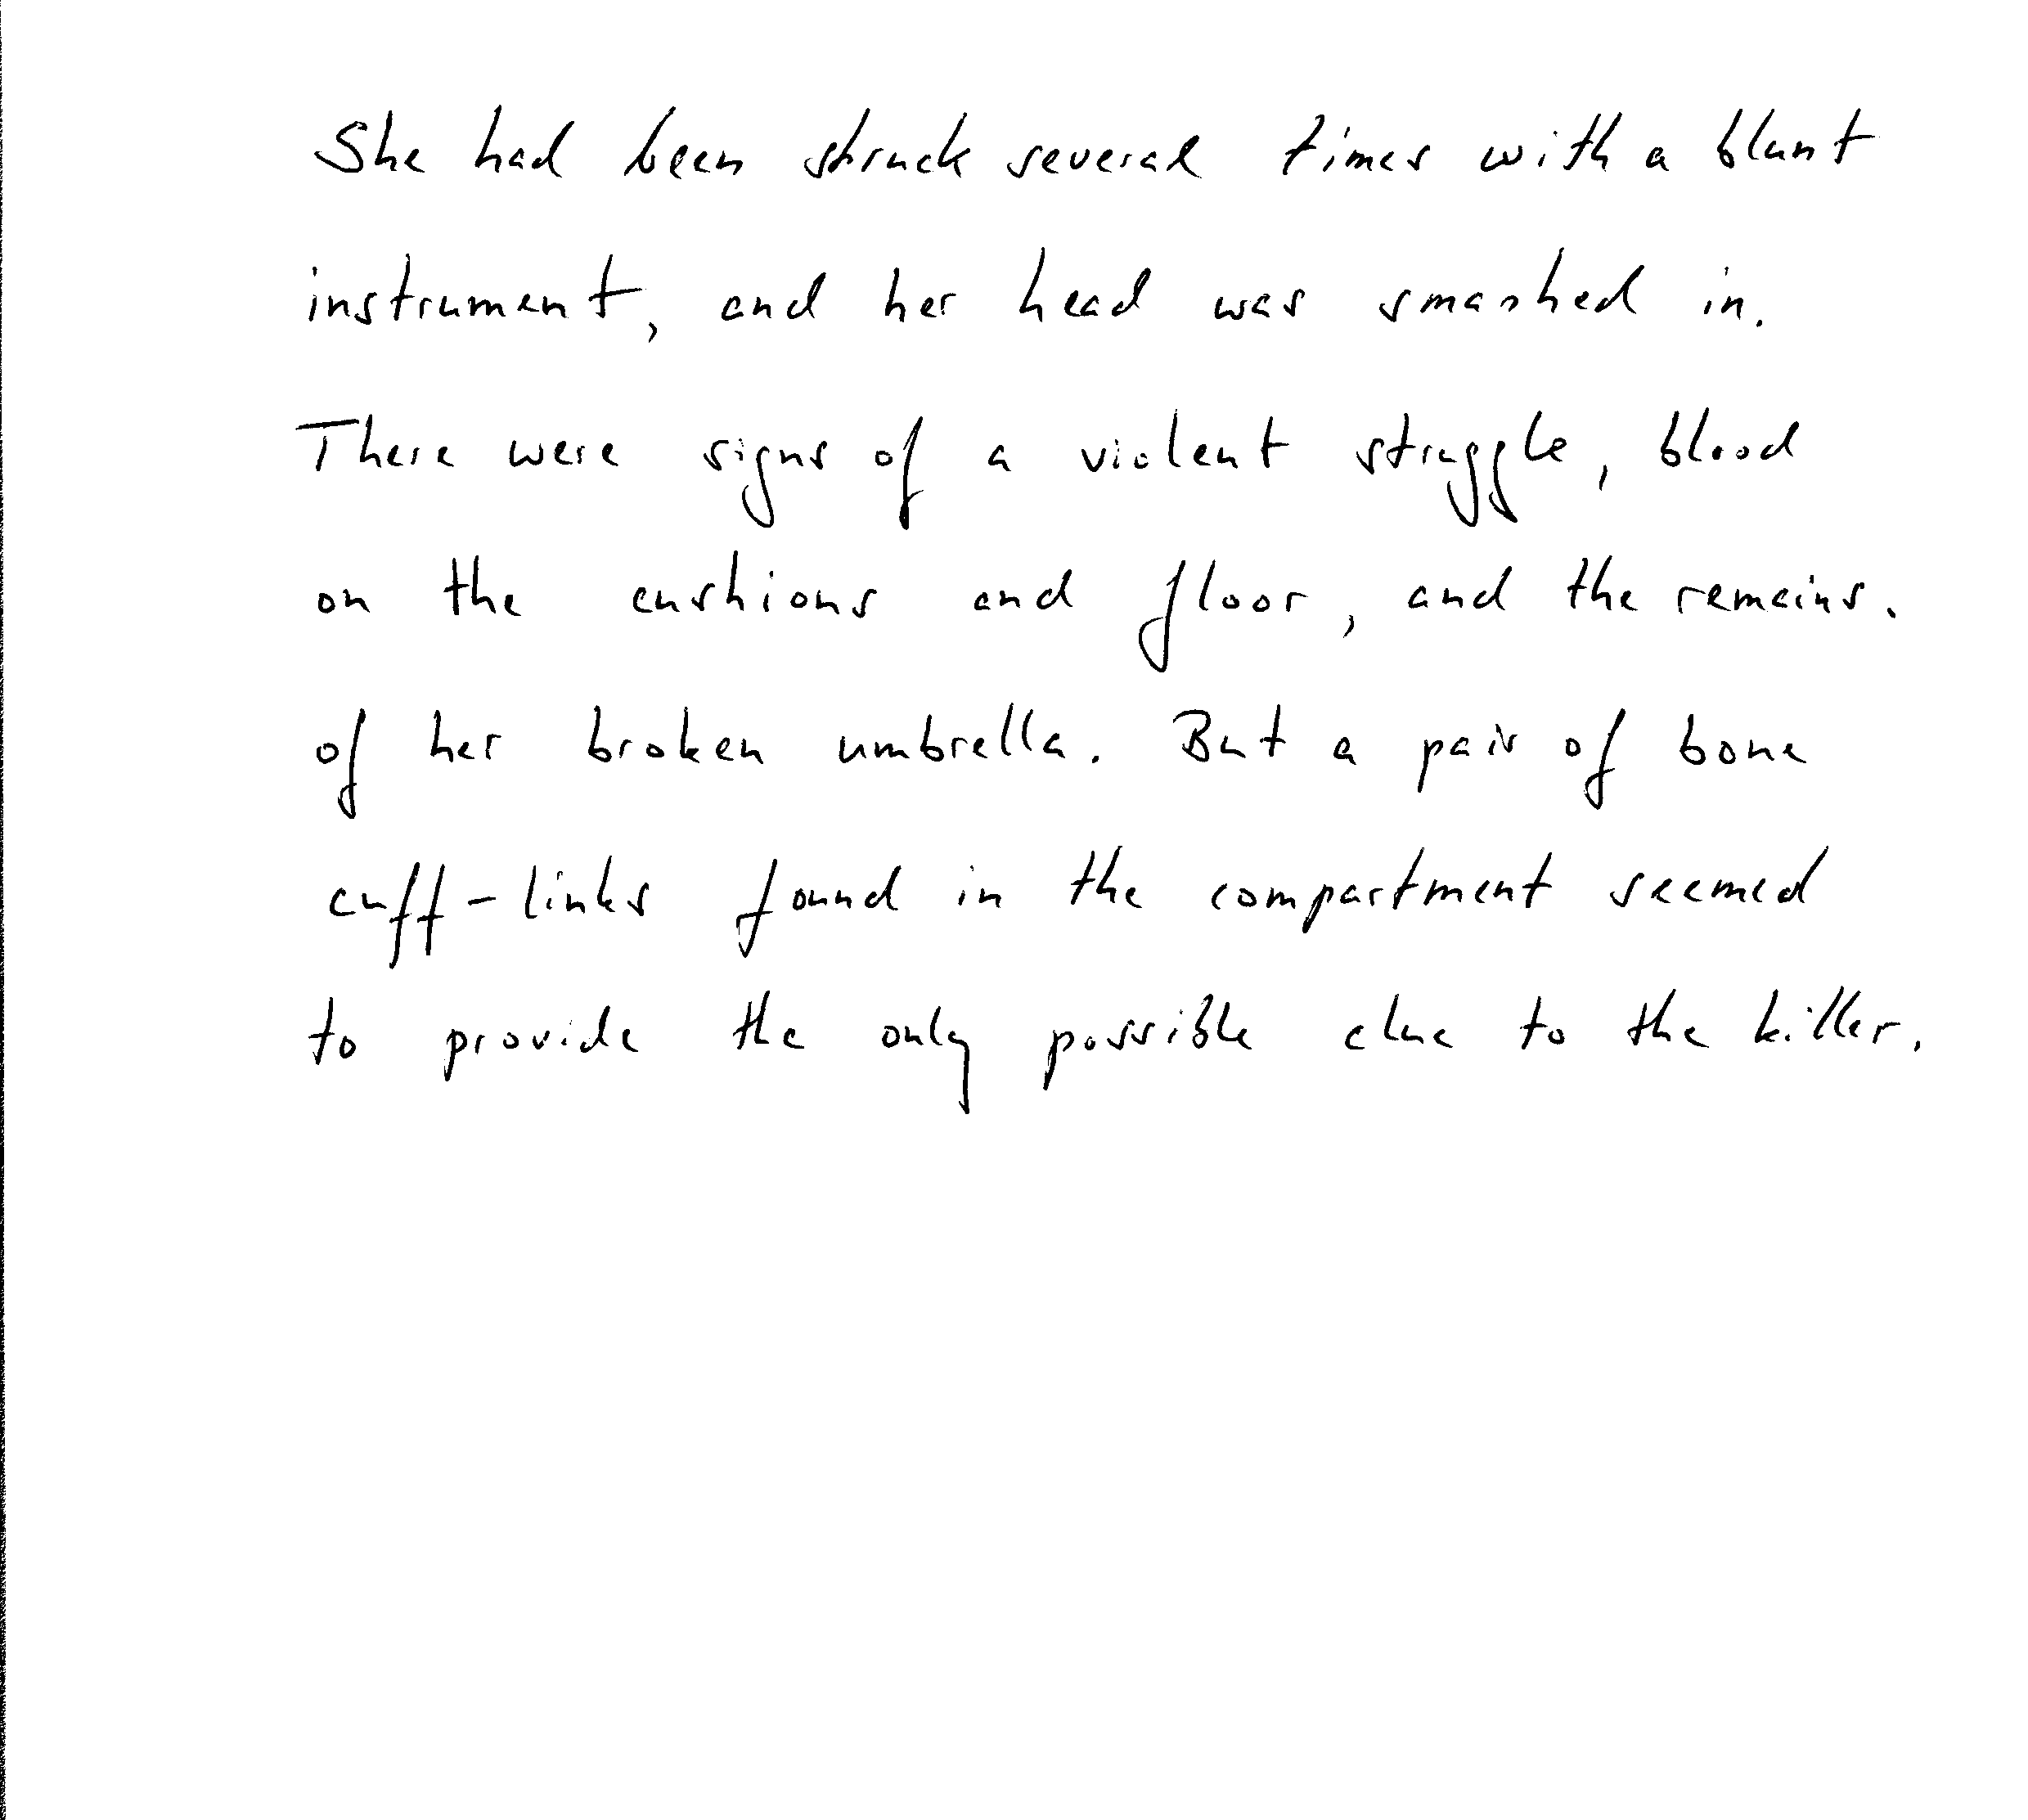 She had been struck several times with a blunt
instrument, and her head was smashed in.
There were signs of a violent struggle, blood
on the cushions and floor, and the remains.
of her broken umbrella. But a pair of bone
cuff-links found in the compartment seemed
to provide the only possible clue to the killer.